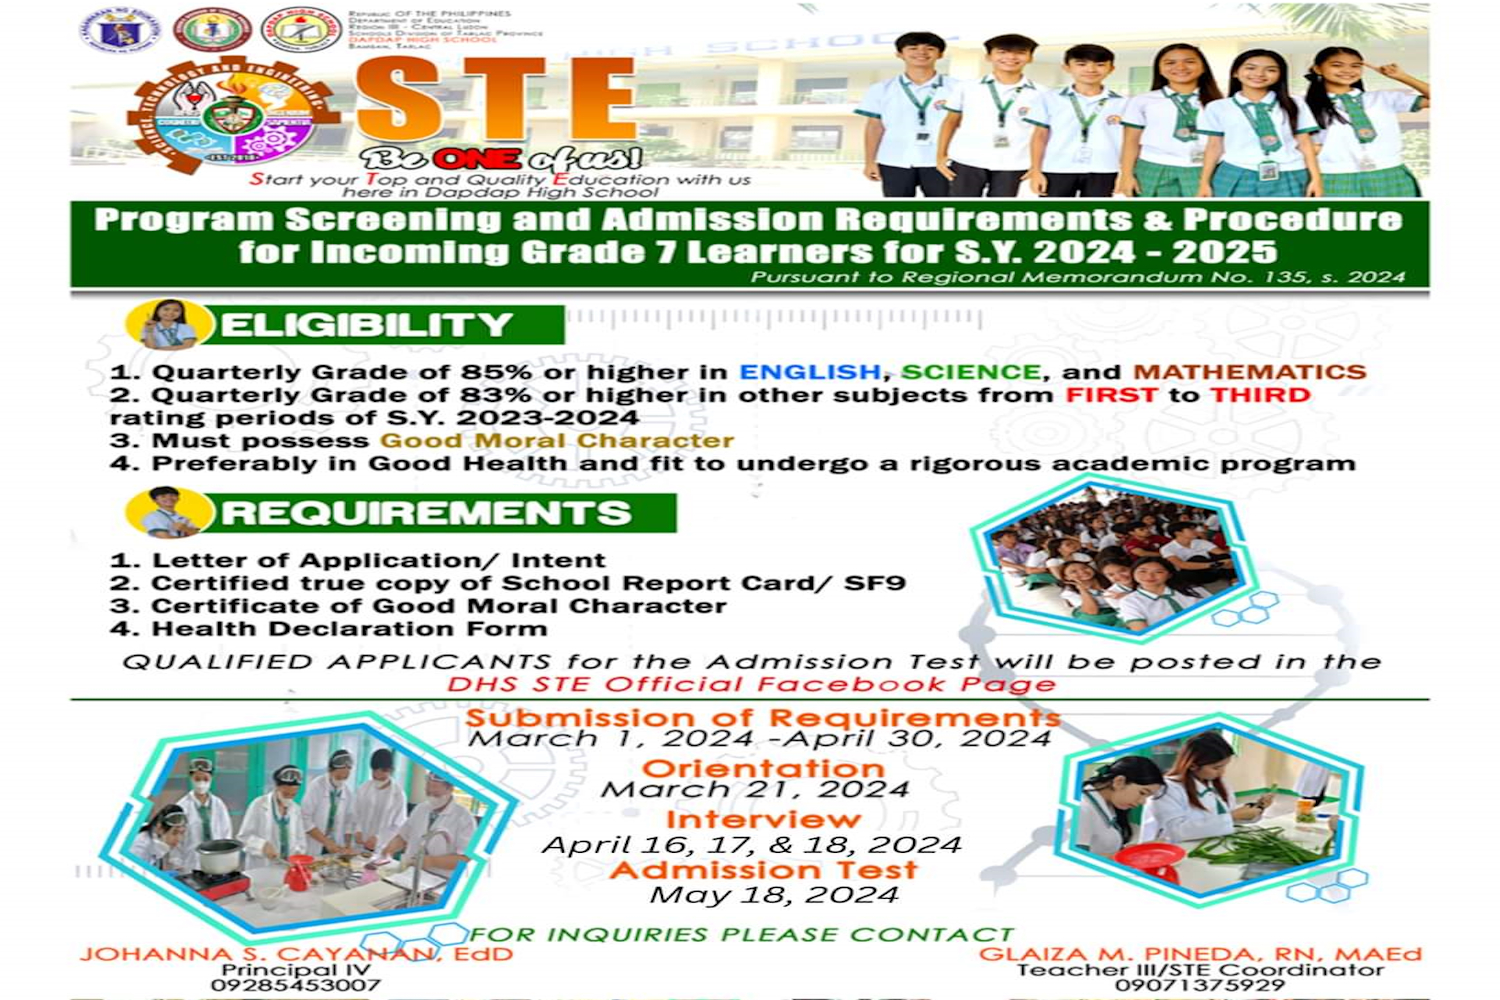 REPUBLIC OF THE PHILIPPINES
DEPARTMENT OF EDUCATION
REGION III - CENTRAL LUZON
SCHOOLS DIVISION OF TARLAC PROVINCE
DAPDAP HIGH SCHOOL
BAMBAN, TARLAC
HIGH SCHOOL
SCIENCE, TECHNOLOGY AND ENGINEERING
STE
Be ONE of us!
Start your Top and Quality Education with us
here in Dapdap High School
Program Screening and Admission Requirements & Procedure
for Incoming Grade 7 Learners for S.Y. 2024 - 2025
Pursuant to Regional Memorandum No. 135, s. 2024
ELIGIBILITY
1. Quarterly Grade of 85% or higher in ENGLISH, SCIENCE, and MATHEMATICS
2. Quarterly Grade of 83% or higher in other subjects from FIRST to THIRD
rating periods of S.Y. 2023-2024
3. Must possess Good Moral Character
4. Preferably in Good Health and fit to undergo a rigorous academic program
REQUIREMENTS
1. Letter of Application/ Intent
2. Certified true copy of School Report Card/ SF9
3. Certificate of Good Moral Character
4. Health Declaration Form
QUALIFIED APPLICANTS for the Admission Test will be posted in the
DHS STE Official Facebook Page
Submission of Requirements
March 1, 2024 -April 30, 2024
Orientation
March 21, 2024
Interview
April 16, 17, & 18, 2024
Admission Test
May 18, 2024
FOR INQUIRIES PLEASE CONTACT
JOHANNA S. CAYANAN, EdD
Principal IV
09285453007
GLAIZA M. PINEDA, RN, MAEd
Teacher III/STE Coordinator
09071375929